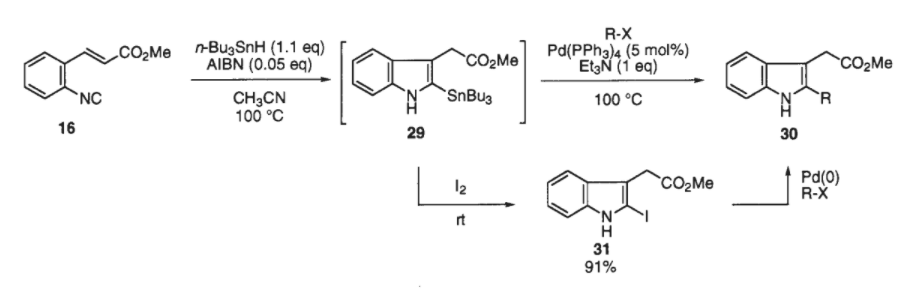 CO₂Me
NC
16
n-Bu₃SnH (1.1 eq)
AIBN (0.05 eq)
CH₃CN
100 °C
CO₂Me
N
H
SnBu₃
29
R-X
Pd(PPh₃)₄ (5 mol%)
Et₃N (1 eq)
100 °C
CO₂Me
N
H
R
30
I₂
rt
CO₂Me
N
H
I
31
91%
Pd(0)
R-X